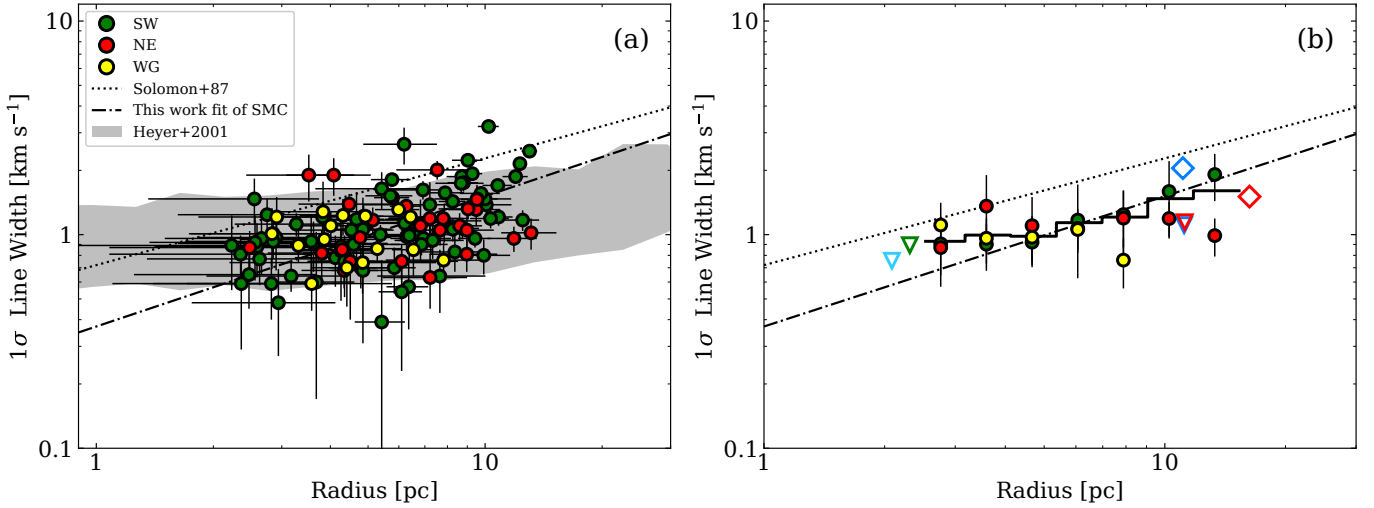 10
1
0.1
1
10
1σ Line Width [km s⁻¹]
Radius [pc]
(a)
SW
NE
WG
Solomon+87
This work fit of SMC
Heyer+2001
10
1
0.1
1
10
1σ Line Width [km s⁻¹]
Radius [pc]
(b)